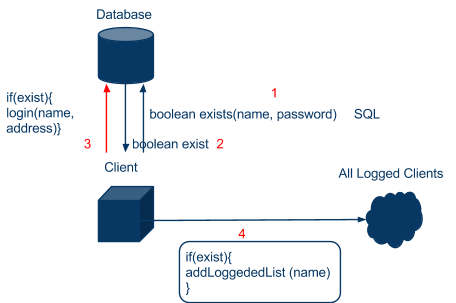 Database
1
if(exist){
login(name,
address)}
boolean exists(name, password) SQL
3
boolean exist 2
Client
All Logged Clients
4
if(exist){
addLoggededList (name)
}